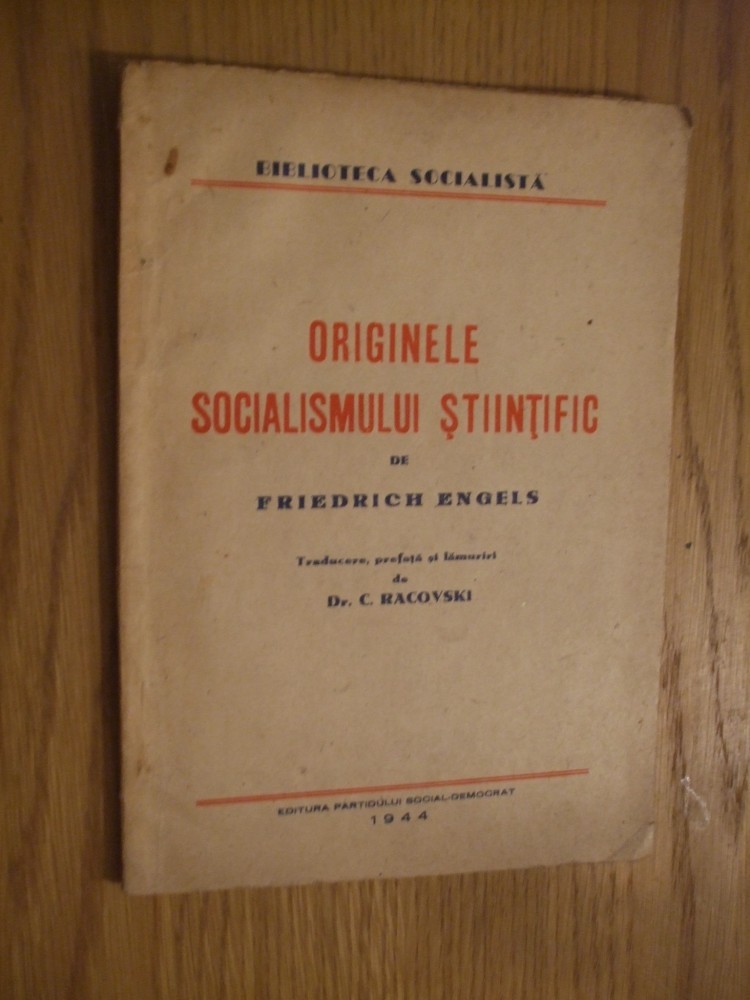 BIBLIOTECA SOCIALISTĂ
ORIGINELE
SOCIALISMULUI ŞTIINŢIFIC
DE
FRIEDRICH ENGELS
Traducere, prefaţă şi lămuriri
de
Dr. C. RACOVSKI
EDITURA PARTIDULUI SOCIAL-DEMOCRAT
1944